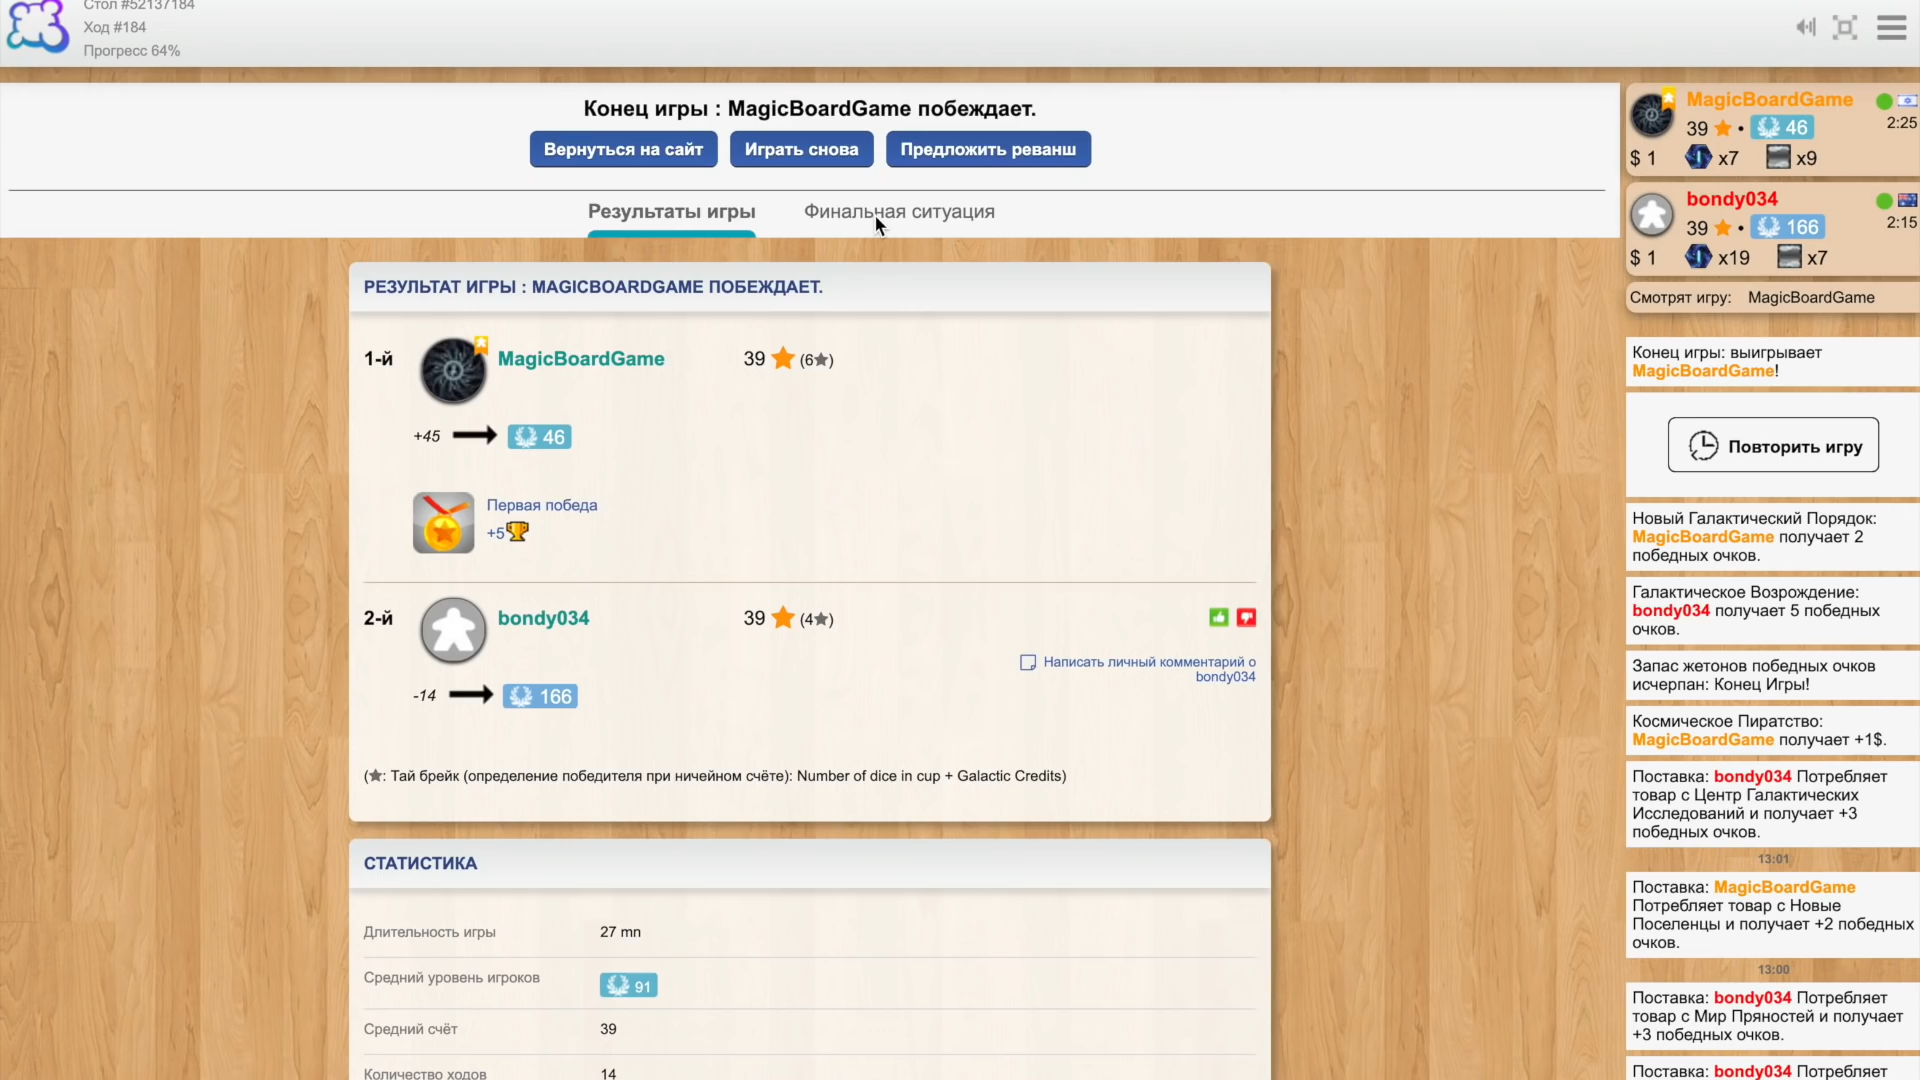 Стол #52137184
Ход #184
Прогресс 64%
Конец игры : MagicBoardGame побеждает.
Вернуться на сайт
Играть снова
Предложить реванш
Результаты игры
Финальная ситуация
РЕЗУЛЬТАТ ИГРЫ : MAGICBOARDGAME ПОБЕЖДАЕТ.
1-й
MagicBoardGame
39 (6★)
+45
46
Первая победа
+5
2-й
bondy034
39 (4★)
Написать личный комментарий о
bondy034
-14
166
(★: Тай брейк (определение победителя при ничейном счёте): Number of dice in cup + Galactic Credits)
СТАТИСТИКА
Длительность игры 27 mn
Средний уровень игроков 91
Средний счёт 39
Количество ходов 14
MagicBoardGame
39 • 46
2:25
$ 1 x7 x9
bondy034
39 • 166
2:15
$ 1 x19 x7
Смотрят игру: MagicBoardGame
Конец игры: выигрывает
MagicBoardGame!
Повторить игру
Новый Галактический Порядок:
MagicBoardGame получает 2
победных очков.
Галактическое Возрождение:
bondy034 получает 5 победных
очков.
Запас жетонов победных очков
исчерпан: Конец Игры!
Космическое Пиратство:
MagicBoardGame получает +1$.
Поставка: bondy034 Потребляет
товар с Центр Галактических
Исследований и получает +3
победных очков.
13:01
Поставка: MagicBoardGame
Потребляет товар с Новые
Поселенцы и получает +2 победных
очков.
13:00
Поставка: bondy034 Потребляет
товар с Мир Пряностей и получает
+3 победных очков.
Поставка: bondy034 Потребляет